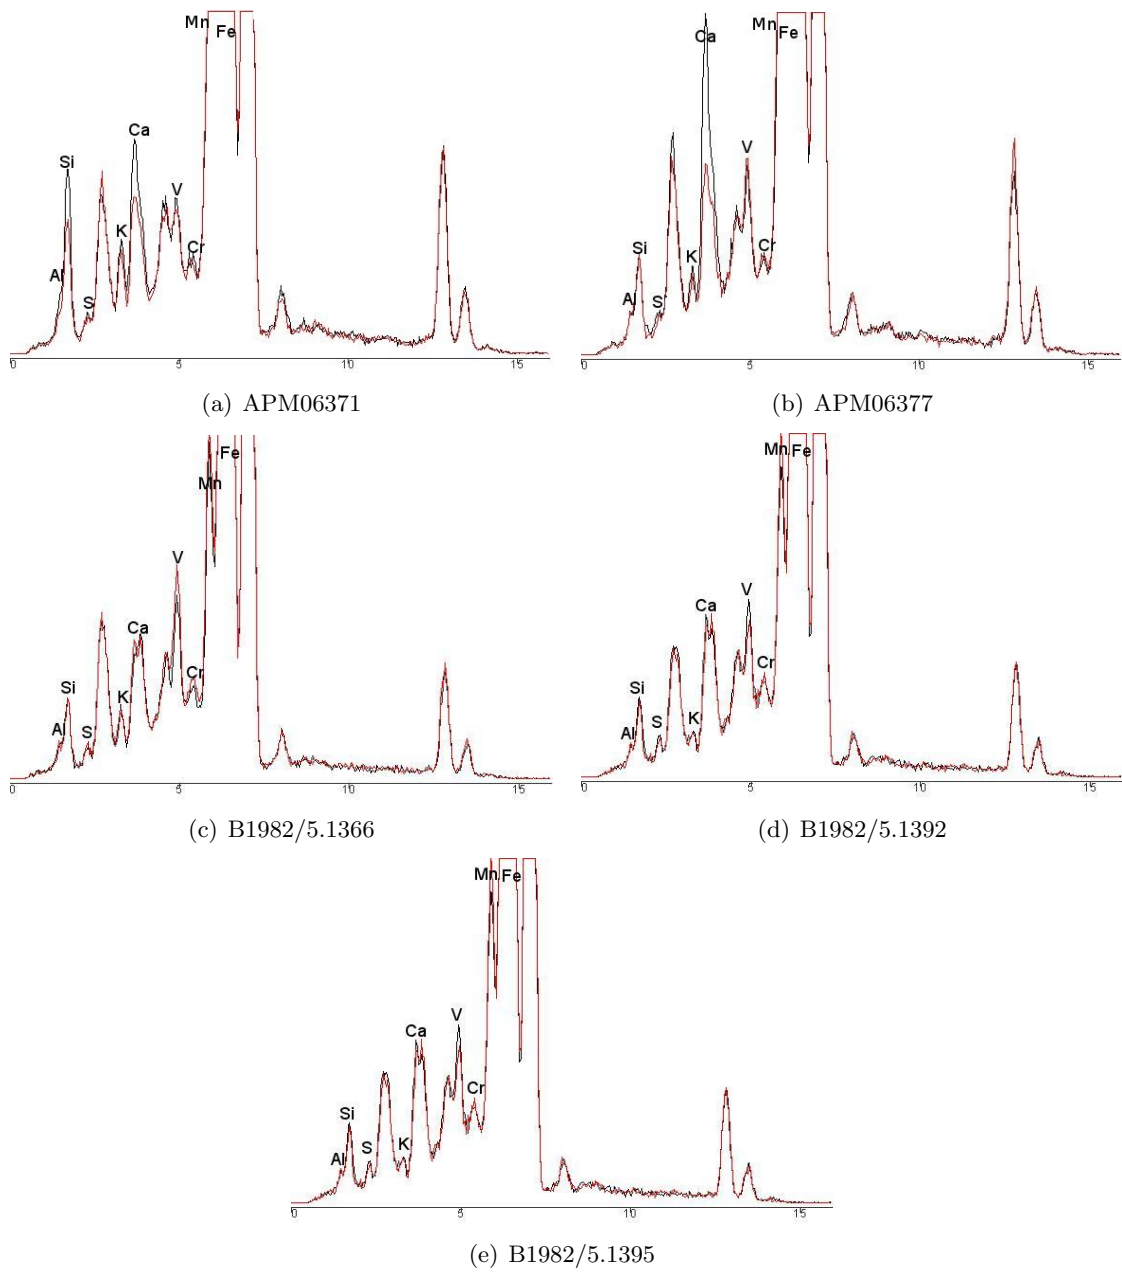 Mn
Fe
Ca
Si
V
K
Cr
Al
S
0 5 10 15
(a) APM06371
Mn
Fe
Ca
V
Si
Cr
K
Al
S
0 5 10 15
(b) APM06377
Fe
Mn
V
Ca
Cr
Si
K
Al
S
0 5 10 15
(c) B1982/5.1366
Mn
Fe
V
Ca
Cr
Si
K
Al
S
0 5 10 15
(d) B1982/5.1392
Mn
Fe
V
Ca
Cr
Si
K
S
Al
0 5 10 15
(e) B1982/5.1395